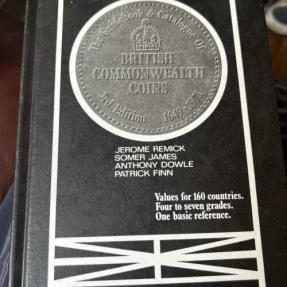 The Guidebook & Catalogue Of
BRITISH
COMMONWEALTH
COINS
3rd Edition 1649-1971
JEROME REMICK
SOMER JAMES
ANTHONY DOWLE
PATRICK FINN
Values for 160 countries.
Four to seven grades.
One basic reference.